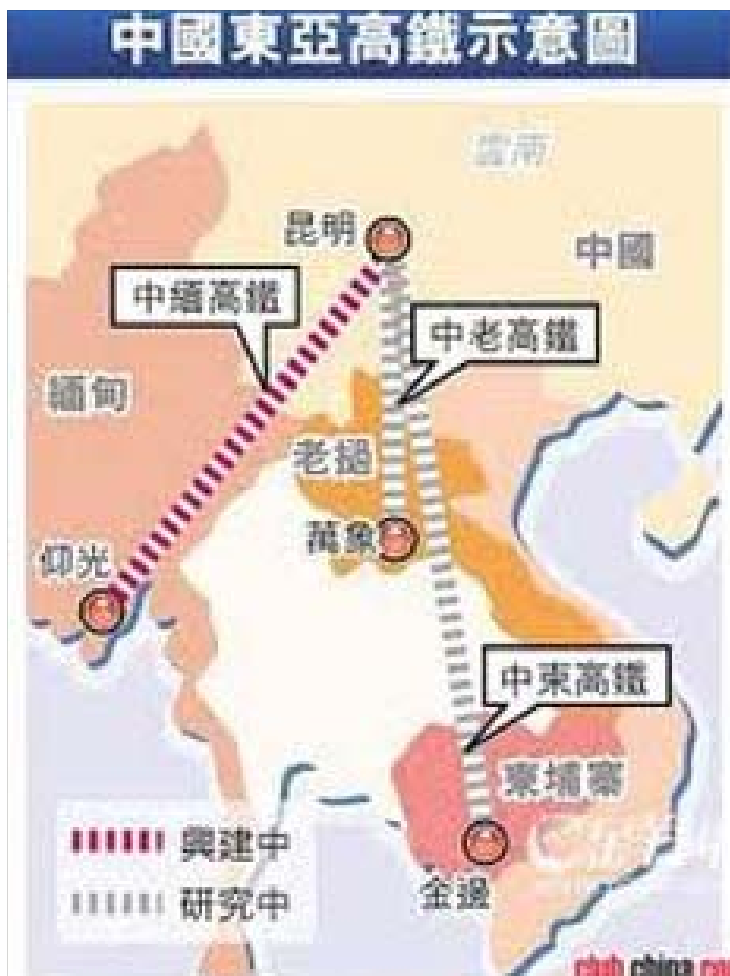 中國東亞高鐵示意圖
雲南
昆明
中國
中緬高鐵
中老高鐵
緬甸
老撾
萬象
仰光
中柬高鐵
柬埔寨
興建中
金邊
研究中
club.china.com